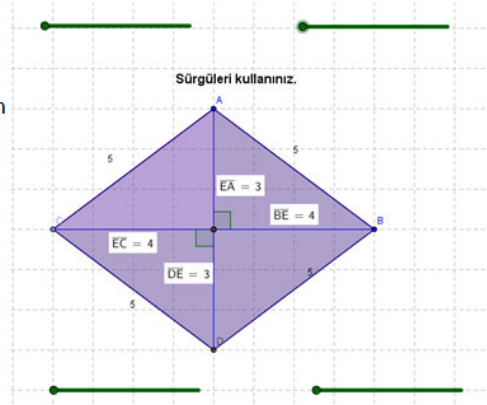 Sürgüleri kullanınız.
n
A
5
5
EA = 3
BE = 4
C
B
EC = 4
DE = 3
5
5
D